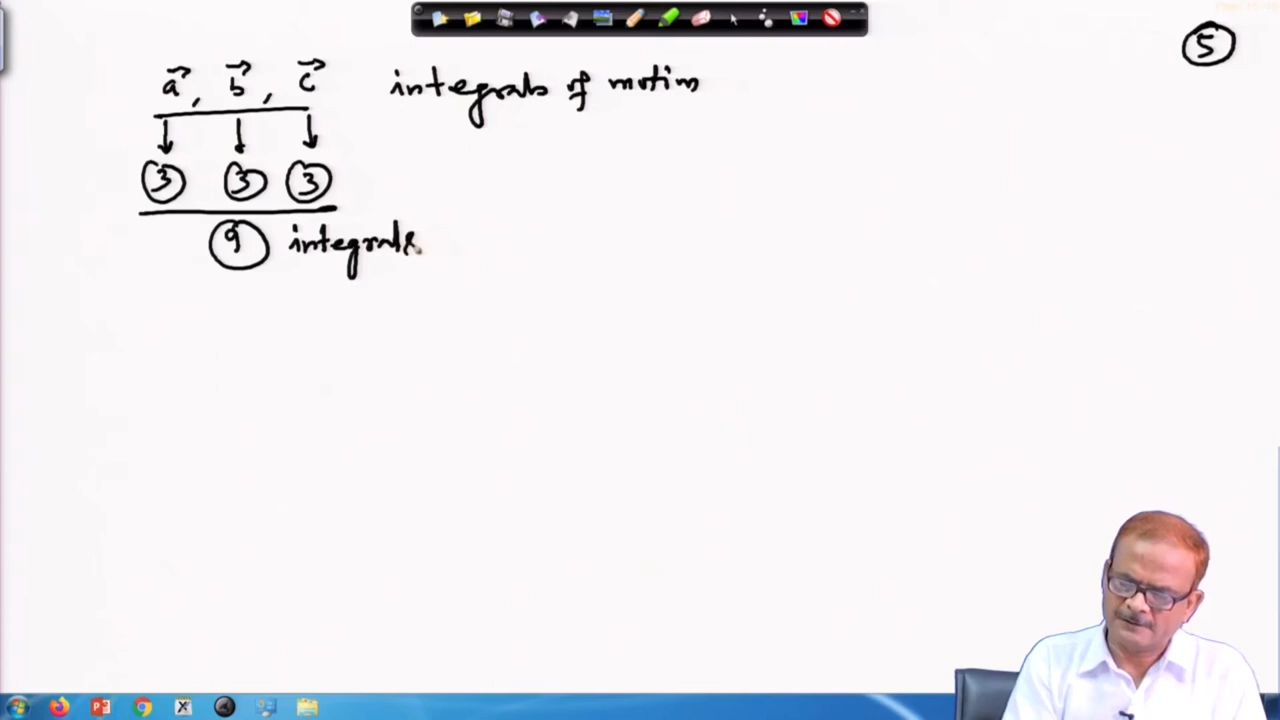 5
a⃗, b⃗, c⃗ integrals of motion
3 3 3
9 integrals